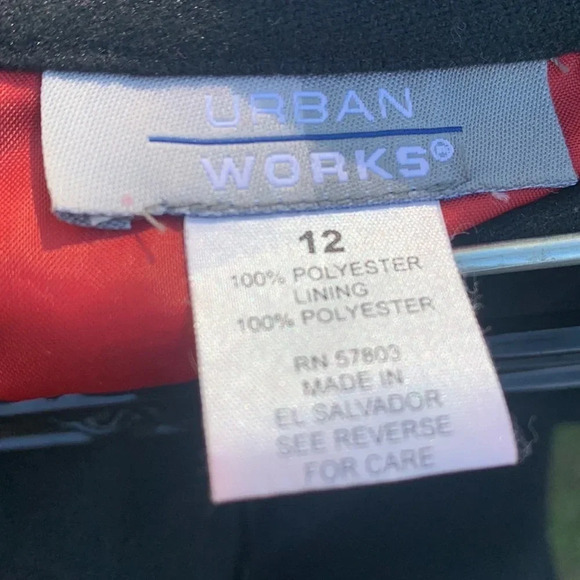 URBAN
WORKS®
12
100% POLYESTER
LINING
100% POLYESTER
RN 57803
MADE IN
EL SALVADOR
SEE REVERSE
FOR CARE